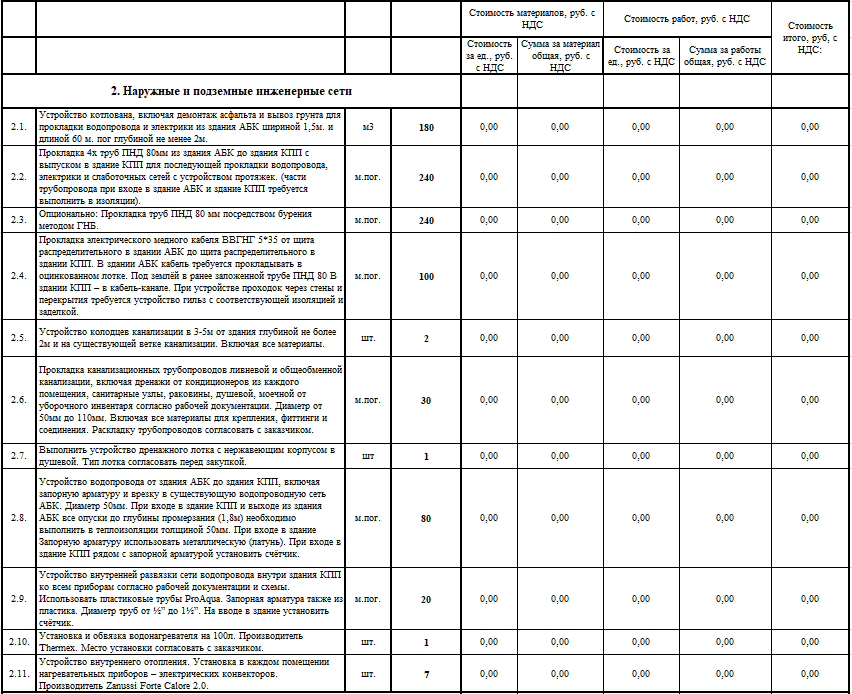 Стоимость материалов, руб. с НДС
Стоимость работ, руб. с НДС
Стоимость итого, руб, с НДС:
Стоимость за ед., руб. с НДС
Сумма за материал общая, руб. с НДС
Стоимость за ед., руб. с НДС
Сумма за работы общая, руб. с НДС
2. Наружные и подземные инженерные сети
2.1.
Устройство котлована, включая демонтаж асфальта и вывоз грунта для
прокладки водопровода и электрики из здания АБК шириной 1,5м. и
длиной 60 м. пог глубиной не менее 2м.
м3 180 0,00 0,00 0,00 0,00 0,00
2.2.
Прокладка 4х труб ПНД 80мм из здания АБК до здания КПП с
выпуском в здание КПП для последующей прокладки водопровода,
электрики и слаботочных сетей с устройством протяжек. (части
трубопровода при входе в здание АБК и здание КПП требуется
выполнить в изоляции).
м.пог. 240 0,00 0,00 0,00 0,00 0,00
2.3.
Опционально: Прокладка труб ПНД 80 мм посредством бурения
методом ГНБ.
м.пог. 240 0,00 0,00 0,00 0,00 0,00
2.4.
Прокладка электрического медного кабеля ВВГНГ 5*35 от щита
распределительного в здании АБК до щита распределительного в
здании КПП. В здании АБК кабель требуется прокладывать в
оцинкованном лотке. Под землёй в ранее заложенной трубе ПНД 80 В
здании КПП – в кабель-канале. При устройстве проходок через стены и
перекрытия требуется устройство гильз с соответствующей изоляцией и
заделкой.
м.пог. 100 0,00 0,00 0,00 0,00 0,00
2.5.
Устройство колодцев канализации в 3-5м от здания глубиной не более
2м и на существующей ветке канализации. Включая все материалы.
шт. 2 0,00 0,00 0,00 0,00 0,00
2.6.
Прокладка канализационных трубопроводов ливневой и общеобменной
канализации, включая дренажи от кондиционеров из каждого
помещения, санитарные узлы, раковины, душевой, моечной от
уборочного инвентаря согласно рабочей документации. Диаметр от
50мм до 110мм. Включая все материалы для крепления, фиттинги и
соединения. Раскладку трубопроводов согласовать с заказчиком.
м.пог. 30 0,00 0,00 0,00 0,00 0,00
2.7.
Выполнить устройство дренажного лотка с нержавеющим корпусом в
душевой. Тип лотка согласовать перед закупкой.
шт 1 0,00 0,00 0,00 0,00 0,00
2.8.
Устройство водопровода от здания АБК до здания КПП, включая
запорную арматуру и врезку в существующую водопроводную сеть
АБК. Диаметр 50мм. При входе в здание КПП и выходе из здания
АБК все опуски до глубины промерзания (1,8м) необходимо
выполнить в теплоизоляции толщиной 50мм. При входе в здание
Запорную арматуру использовать металлическую (латунь). При входе в
здание КПП рядом с запорной арматурой установить счётчик.
м.пог. 80 0,00 0,00 0,00 0,00 0,00
2.9.
Устройство внутренней развязки сети водопровода внутри здания КПП
ко всем приборам согласно рабочей документации и схемы.
Использовать пластиковые трубы ProAqua. Запорная арматура также из
пластика. Диаметр труб от ½” до 1½”. На вводе в здание установить
счётчик.
м.пог. 20 0,00 0,00 0,00 0,00 0,00
2.10.
Установка и обвязка водонагревателя на 100л. Производитель
Thermex. Место установки согласовать с заказчиком.
шт. 1 0,00 0,00 0,00 0,00 0,00
2.11.
Устройство внутреннего отопления. Установка в каждом помещении
нагревательных приборов – электрических конвекторов.
Производитель Zanussi Forte Calore 2.0.
шт. 7 0,00 0,00 0,00 0,00 0,00